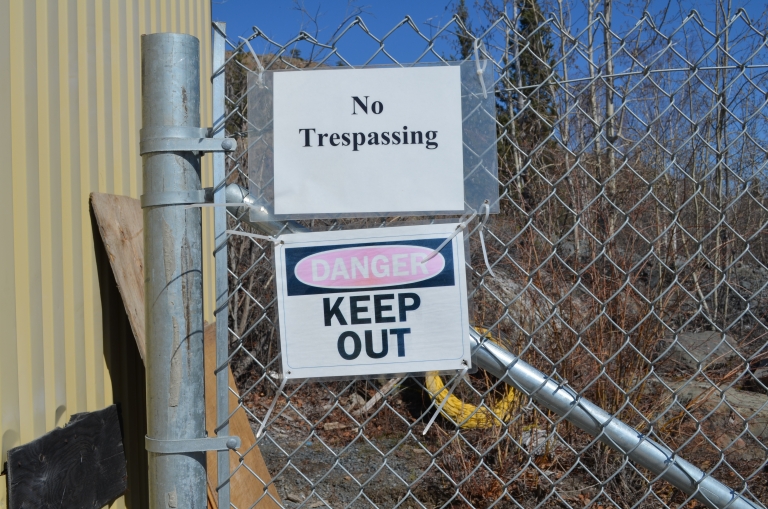 No
Trespassing
DANGER
KEEP
OUT